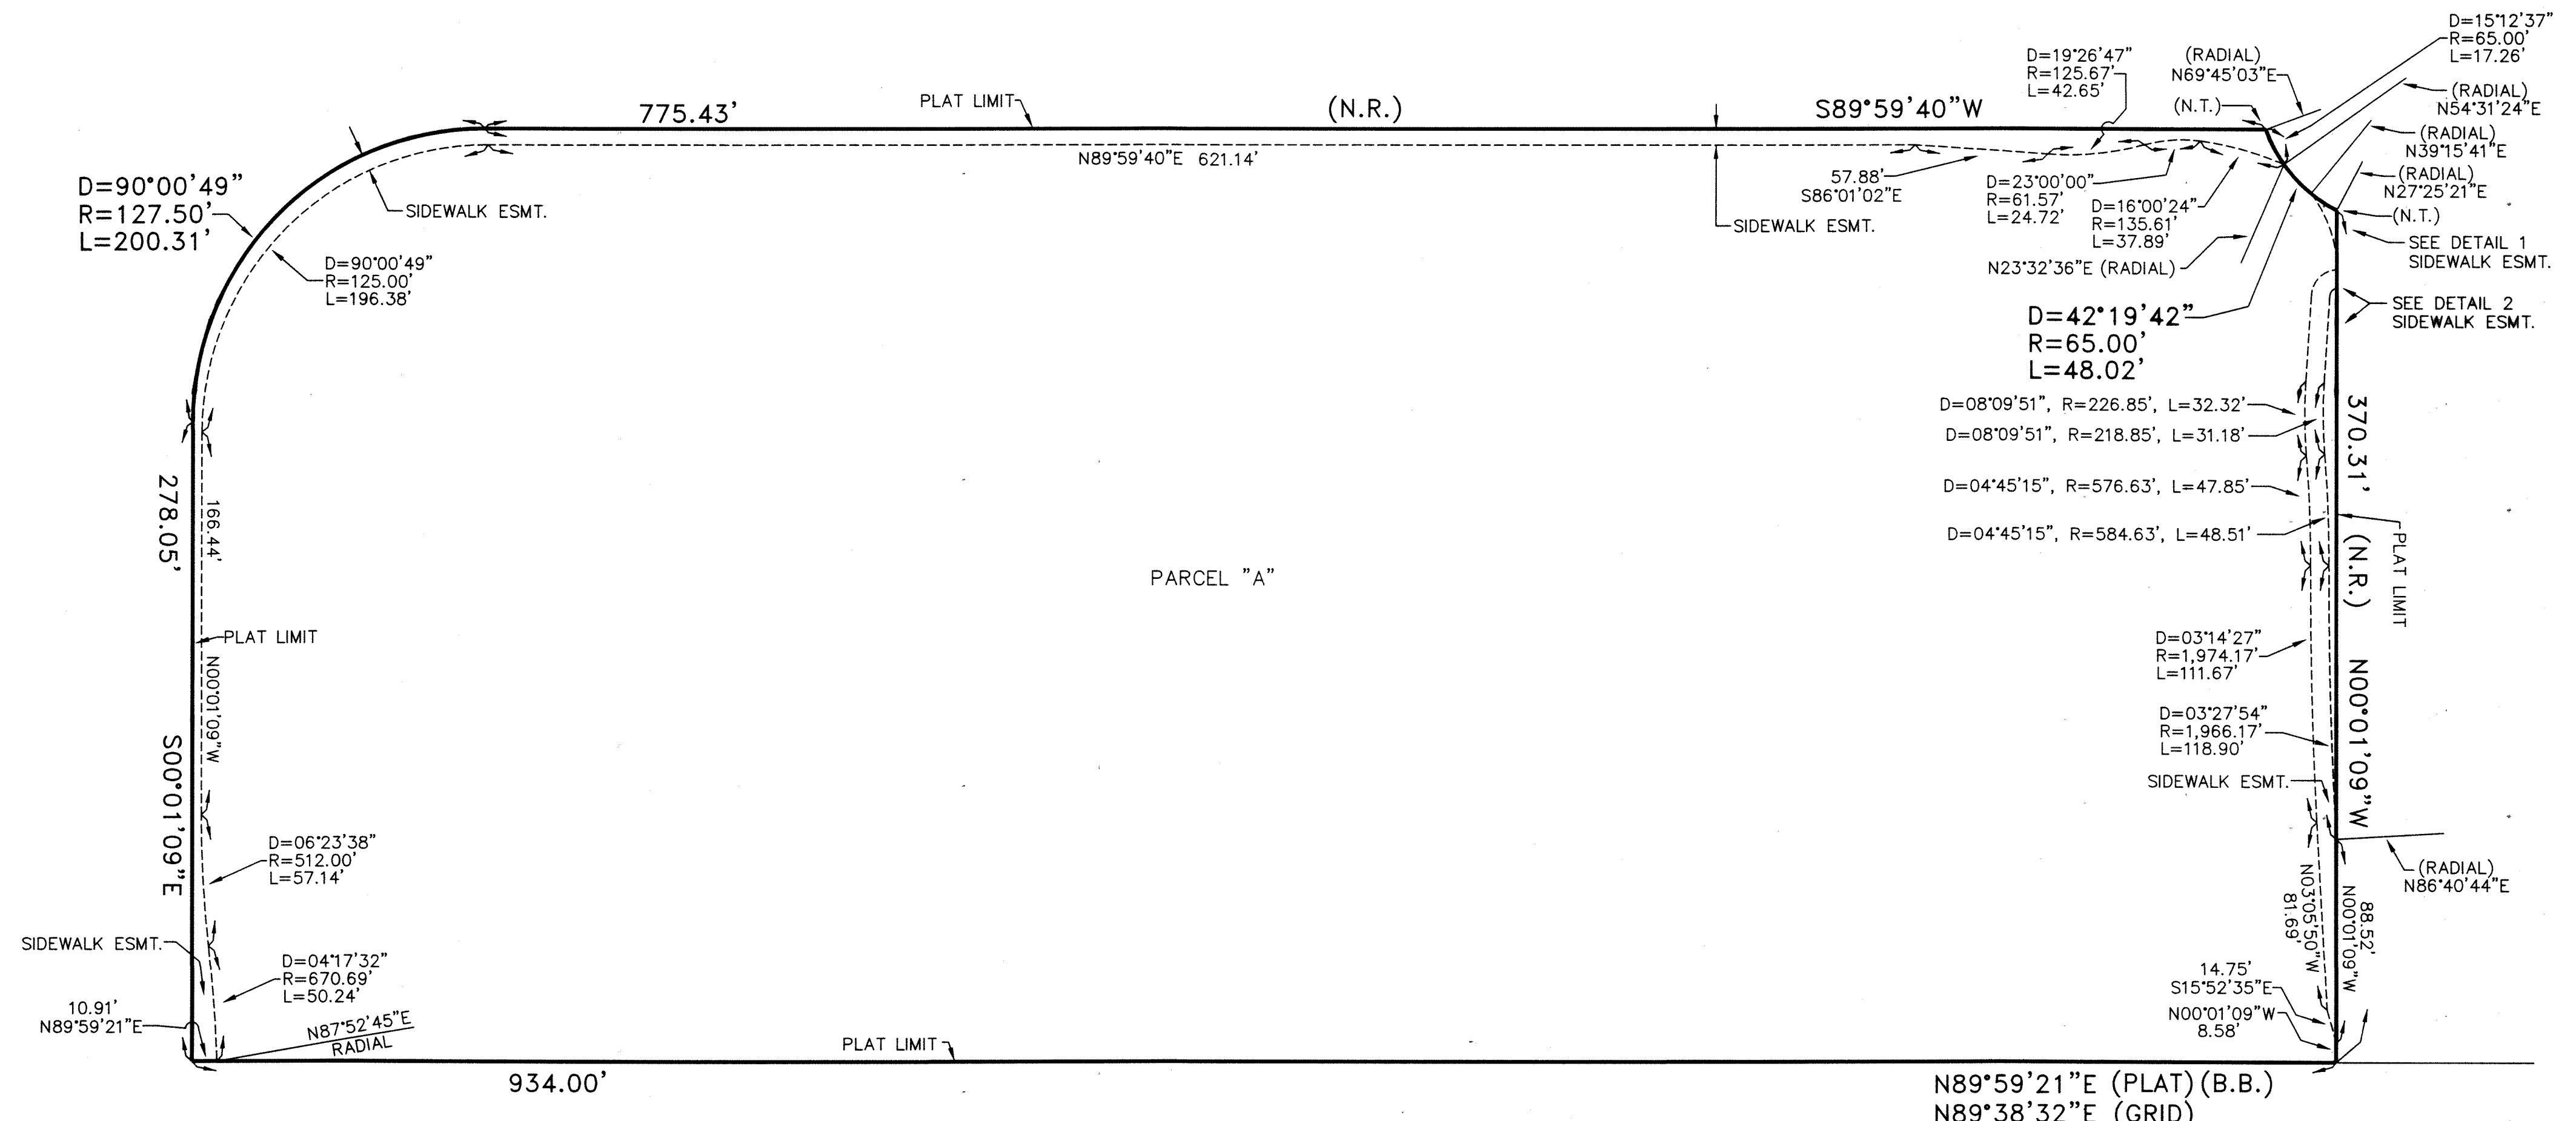 D=15°12'37"
R=65.00'
L=17.26'
(RADIAL)
N54°31'24"E
(RADIAL)
N39°15'41"E
(RADIAL)
N27°25'21"E
(N.T.)
SEE DETAIL 1
SIDEWALK ESMT.
SEE DETAIL 2
SIDEWALK ESMT.
(RADIAL)
N69°45'03"E
(N.T.)
D=19°26'47"
R=125.67'
L=42.65'
775.43'
PLAT LIMIT
(N.R.)
S89°59'40"W
N89°59'40"E 621.14'
57.88'
S86°01'02"E
SIDEWALK ESMT.
D=23°00'00"
R=61.57'
L=24.72'
D=16°00'24"
R=135.61'
L=37.89'
N23°32'36"E (RADIAL)
D=42°19'42"
R=65.00'
L=48.02'
D=90°00'49"
R=127.50'
L=200.31'
SIDEWALK ESMT.
D=90°00'49"
R=125.00'
L=196.38'
D=08°09'51", R=226.85', L=32.32'
D=08°09'51", R=218.85', L=31.18'
D=04°45'15", R=576.63', L=47.85'
D=04°45'15", R=584.63', L=48.51'
370.31' (N.R.) N00°01'09"W
PLAT LIMIT
278.05'
S00°01'09"E
166.44'
N00°01'09"W
PLAT LIMIT
PARCEL "A"
D=03°14'27"
R=1,974.17'
L=111.67'
D=03°27'54"
R=1,966.17'
L=118.90'
SIDEWALK ESMT.
(RADIAL)
N86°40'44"E
88.52'
N00°01'09"W
N03°05'50"W
81.69'
14.75'
S15°52'35"E
N00°01'09"W
8.58'
D=06°23'38"
R=512.00'
L=57.14'
SIDEWALK ESMT.
D=04°17'32"
R=670.69'
L=50.24'
10.91'
N89°59'21"E
N87°52'45"E
RADIAL
PLAT LIMIT
934.00'
N89°59'21"E (PLAT)(B.B.)
N89°38'32"E (GRID)